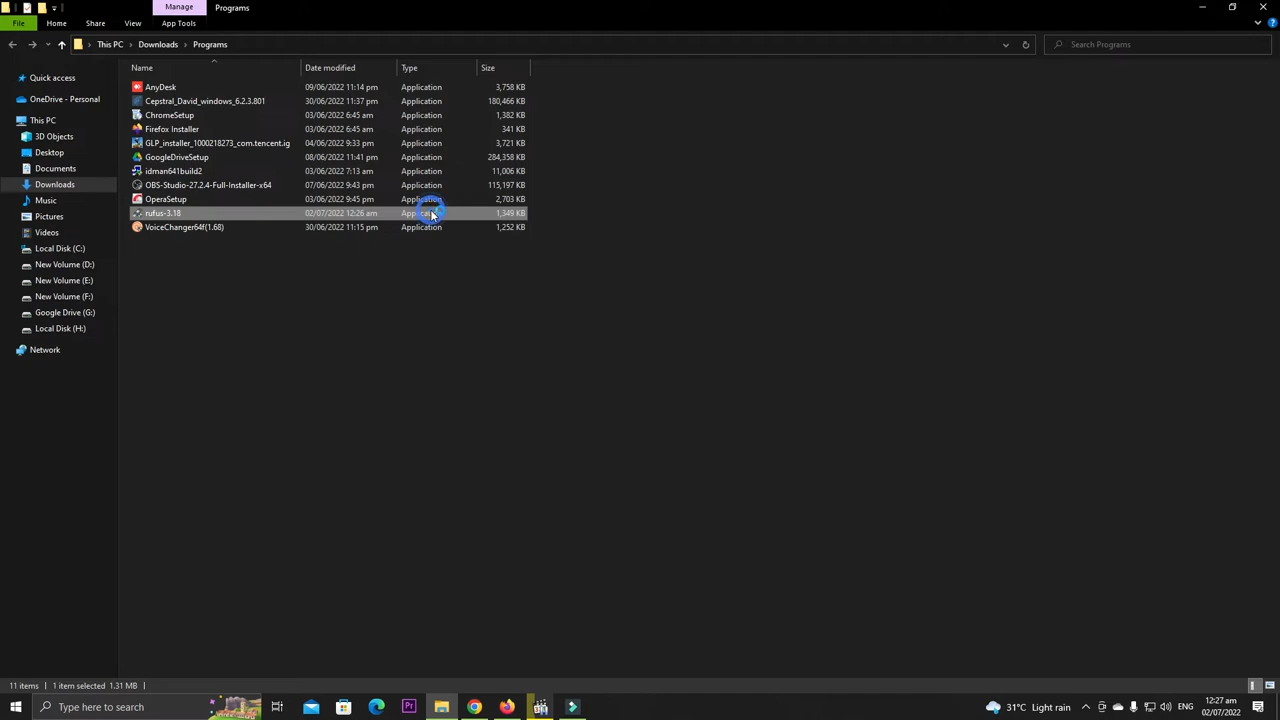 Manage
Programs
File
Home
Share
View
App Tools
This PC
Downloads
Programs
Search Programs
Name
Date modified
Type
Size
Quick access
OneDrive - Personal
This PC
3D Objects
Desktop
Documents
Downloads
Music
Pictures
Videos
Local Disk (C:)
New Volume (D:)
New Volume (E:)
New Volume (F:)
Google Drive (G:)
Local Disk (H:)
Network
AnyDesk 09/06/2022 11:14 pm Application 3,758 KB
Cepstral_David_windows_6.2.3.801 30/06/2022 11:37 pm Application 180,466 KB
ChromeSetup 03/06/2022 6:45 am Application 1,382 KB
Firefox Installer 03/06/2022 6:45 am Application 341 KB
GLP_installer_1000218273_com.tencent.ig 04/06/2022 9:33 pm Application 3,721 KB
GoogleDriveSetup 08/06/2022 11:41 pm Application 284,358 KB
idman641build2 03/06/2022 7:13 am Application 11,006 KB
OBS-Studio-27.2.4-Full-Installer-x64 07/06/2022 9:43 pm Application 115,197 KB
OperaSetup 03/06/2022 9:45 pm Application 2,703 KB
rufus-3.18 02/07/2022 12:26 am 1,349 KB
VoiceChanger64f(1.68) 30/06/2022 11:15 pm Application 1,252 KB
11 items
1 item selected 1.31 MB
Type here to search
Pr
31°C Light rain
ENG
12:27 am
02/07/2022